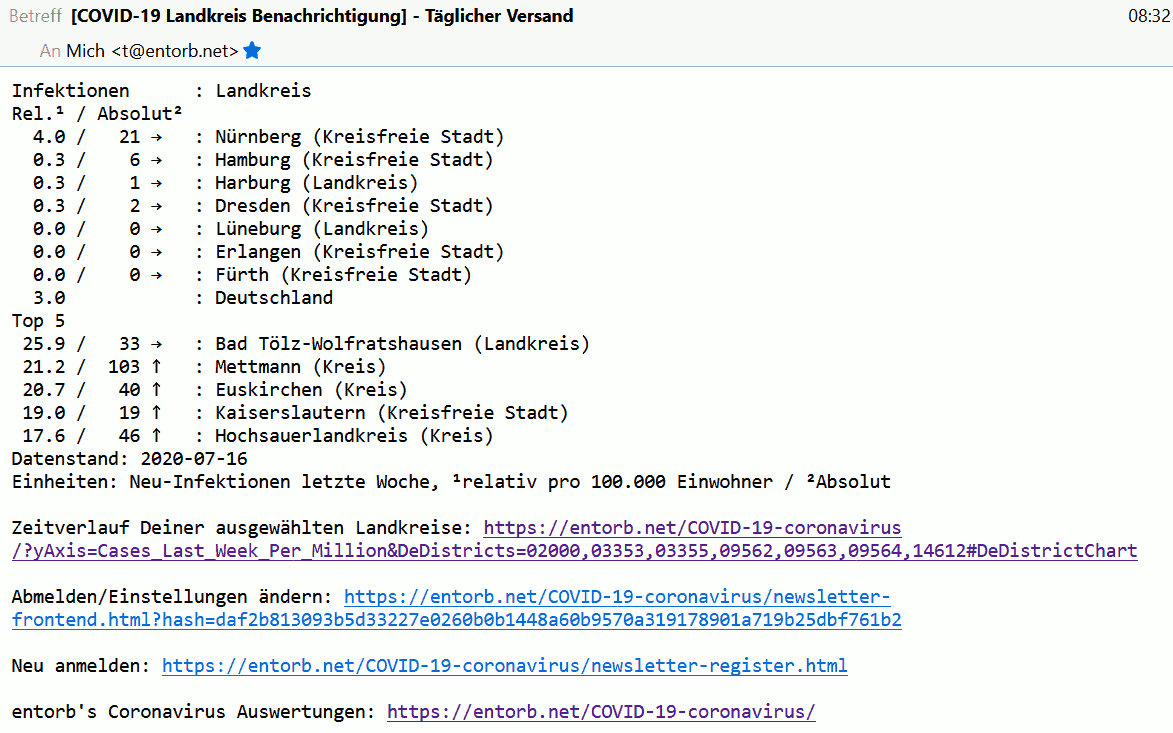 Betreff [COVID-19 Landkreis Benachrichtigung] - Täglicher Versand 08:32
An Mich <t@entorb.net>
Infektionen : Landkreis
Rel.¹ / Absolut²
4.0 / 21 → : Nürnberg (Kreisfreie Stadt)
0.3 / 6 → : Hamburg (Kreisfreie Stadt)
0.3 / 1 → : Harburg (Landkreis)
0.3 / 2 → : Dresden (Kreisfreie Stadt)
0.0 / 0 → : Lüneburg (Landkreis)
0.0 / 0 → : Erlangen (Kreisfreie Stadt)
0.0 / 0 → : Fürth (Kreisfreie Stadt)
3.0 : Deutschland
Top 5
25.9 / 33 → : Bad Tölz-Wolfratshausen (Landkreis)
21.2 / 103 ↑ : Mettmann (Kreis)
20.7 / 40 ↑ : Euskirchen (Kreis)
19.0 / 19 ↑ : Kaiserslautern (Kreisfreie Stadt)
17.6 / 46 ↑ : Hochsauerlandkreis (Kreis)
Datenstand: 2020-07-16
Einheiten: Neu-Infektionen letzte Woche, ¹relativ pro 100.000 Einwohner / ²Absolut
Zeitverlauf Deiner ausgewählten Landkreise: https://entorb.net/COVID-19-coronavirus
/?yAxis=Cases_Last_Week_Per_Million&DeDistricts=02000,03353,03355,09562,09563,09564,14612#DeDistrictChart
Abmelden/Einstellungen ändern: https://entorb.net/COVID-19-coronavirus/newsletter-
frontend.html?hash=daf2b813093b5d33227e0260b0b1448a60b9570a319178901a719b25dbf761b2
Neu anmelden: https://entorb.net/COVID-19-coronavirus/newsletter-register.html
entorb's Coronavirus Auswertungen: https://entorb.net/COVID-19-coronavirus/